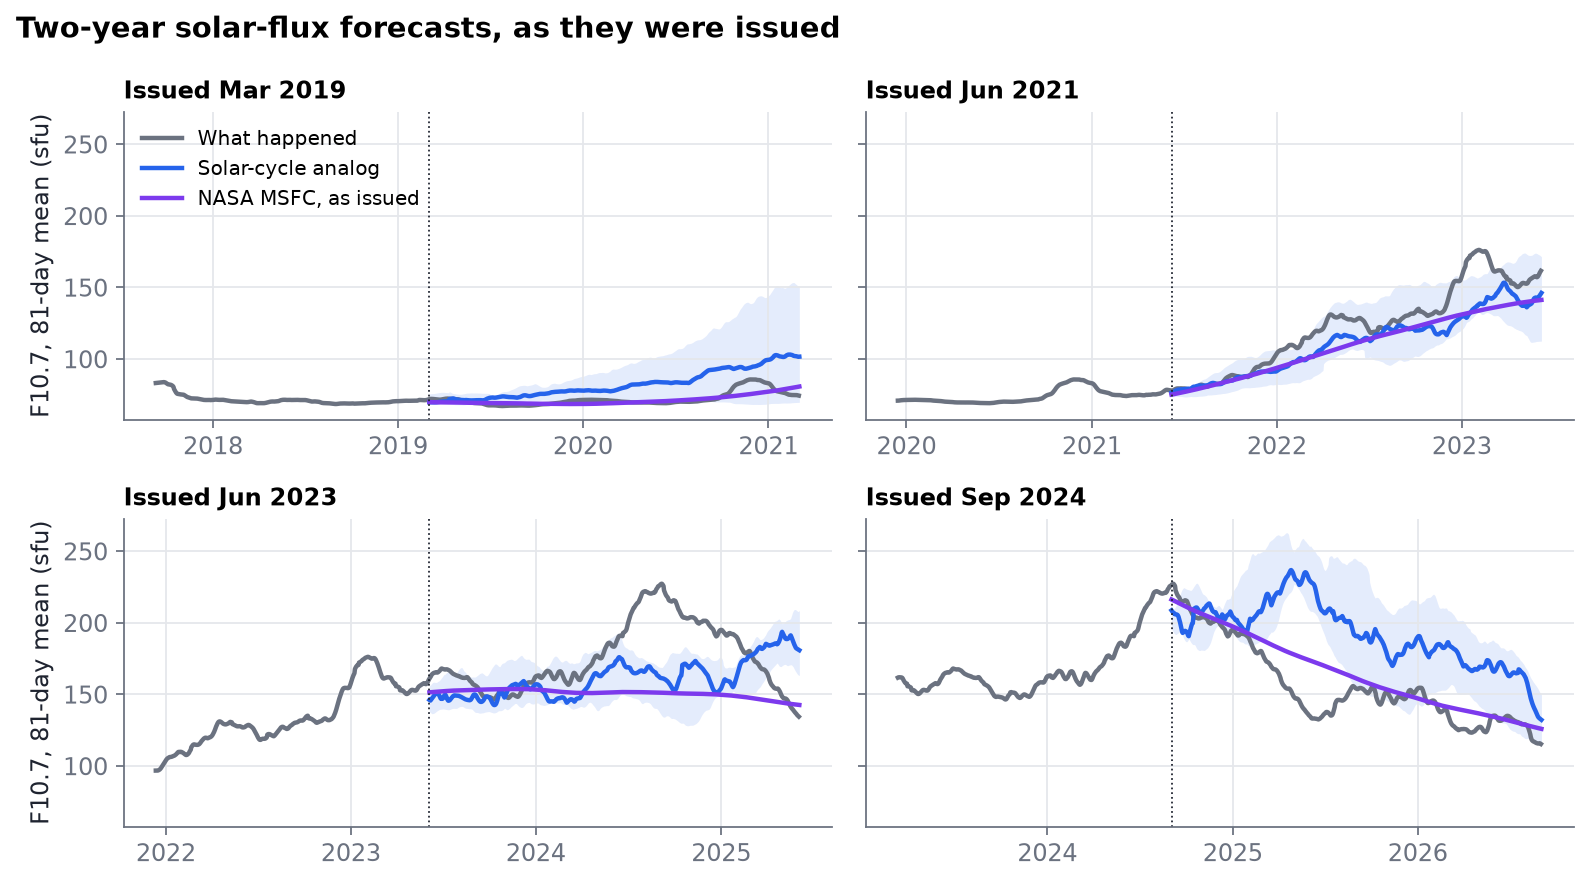 Two-year solar-flux forecasts, as they were issued
Issued Mar 2019
F10.7, 81-day mean (sfu)
250
200
150
100
What happened
Solar-cycle analog
NASA MSFC, as issued
2018
2019
2020
2021
Issued Jun 2021
2020
2021
2022
2023
Issued Jun 2023
F10.7, 81-day mean (sfu)
250
200
150
100
2022
2023
2024
2025
Issued Sep 2024
2024
2025
2026